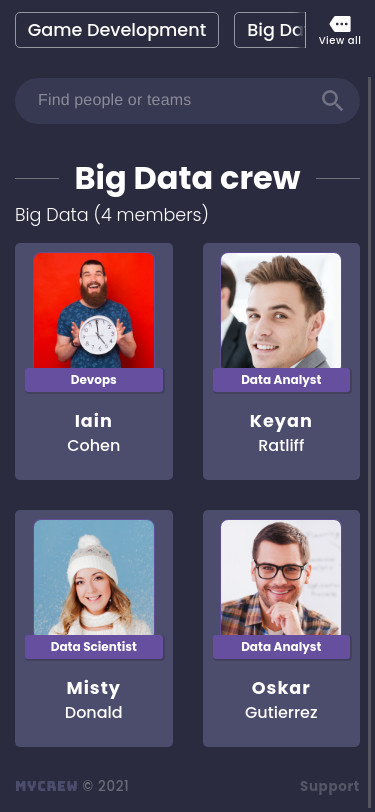 Game Development
Big Da
View all
Find people or teams
Big Data crew
Big Data (4 members)
Devops
Data Analyst
Iain
Cohen
Keyan
Ratliff
Data Scientist
Data Analyst
Misty
Donald
Oskar
Gutierrez
MYCREW © 2021
Support